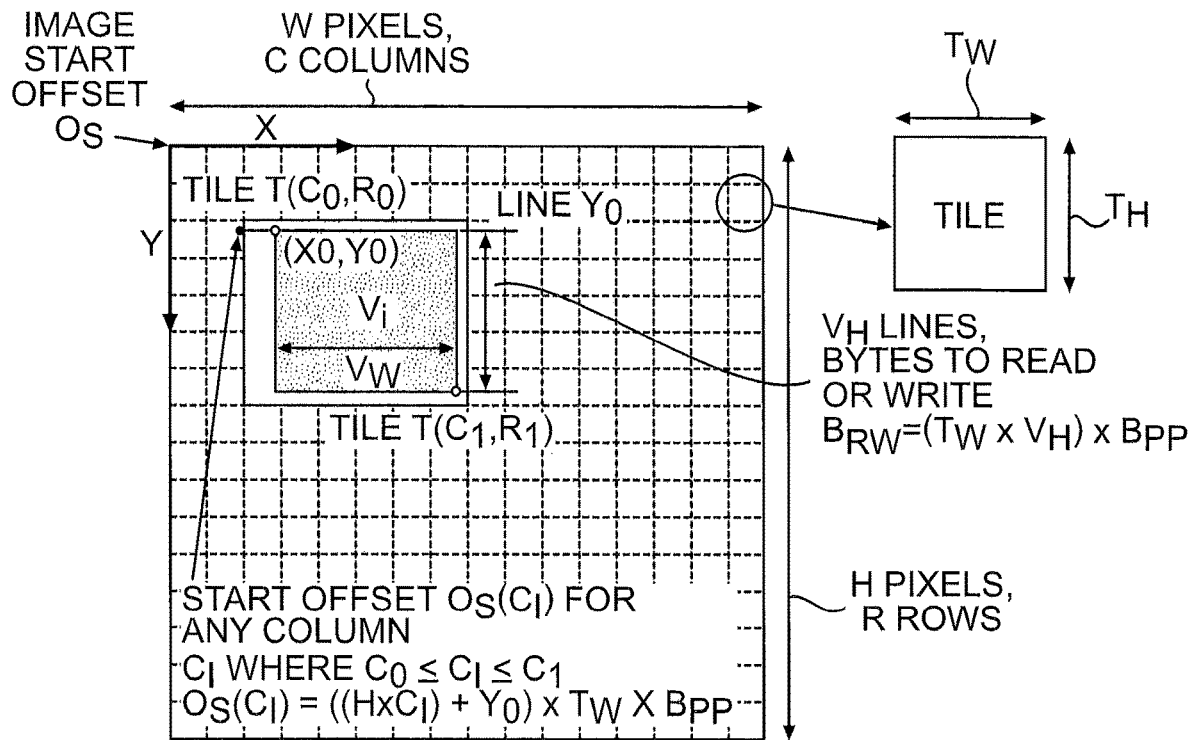 IMAGE
START
OFFSET
OS
W PIXELS,
C COLUMNS
X
TW
TILE T(C0,R0)
LINE Y0
TILE
TH
Y
(X0,Y0)
Vi
VW
VH LINES,
BYTES TO READ
OR WRITE
BRW=(TW x VH) x BPP
TILE T(C1,R1)
START OFFSET OS(CI) FOR
ANY COLUMN
CI WHERE C0 ≤ CI ≤ C1
OS(CI) = ((HxCI) + Y0) x TW X BPP
H PIXELS,
R ROWS